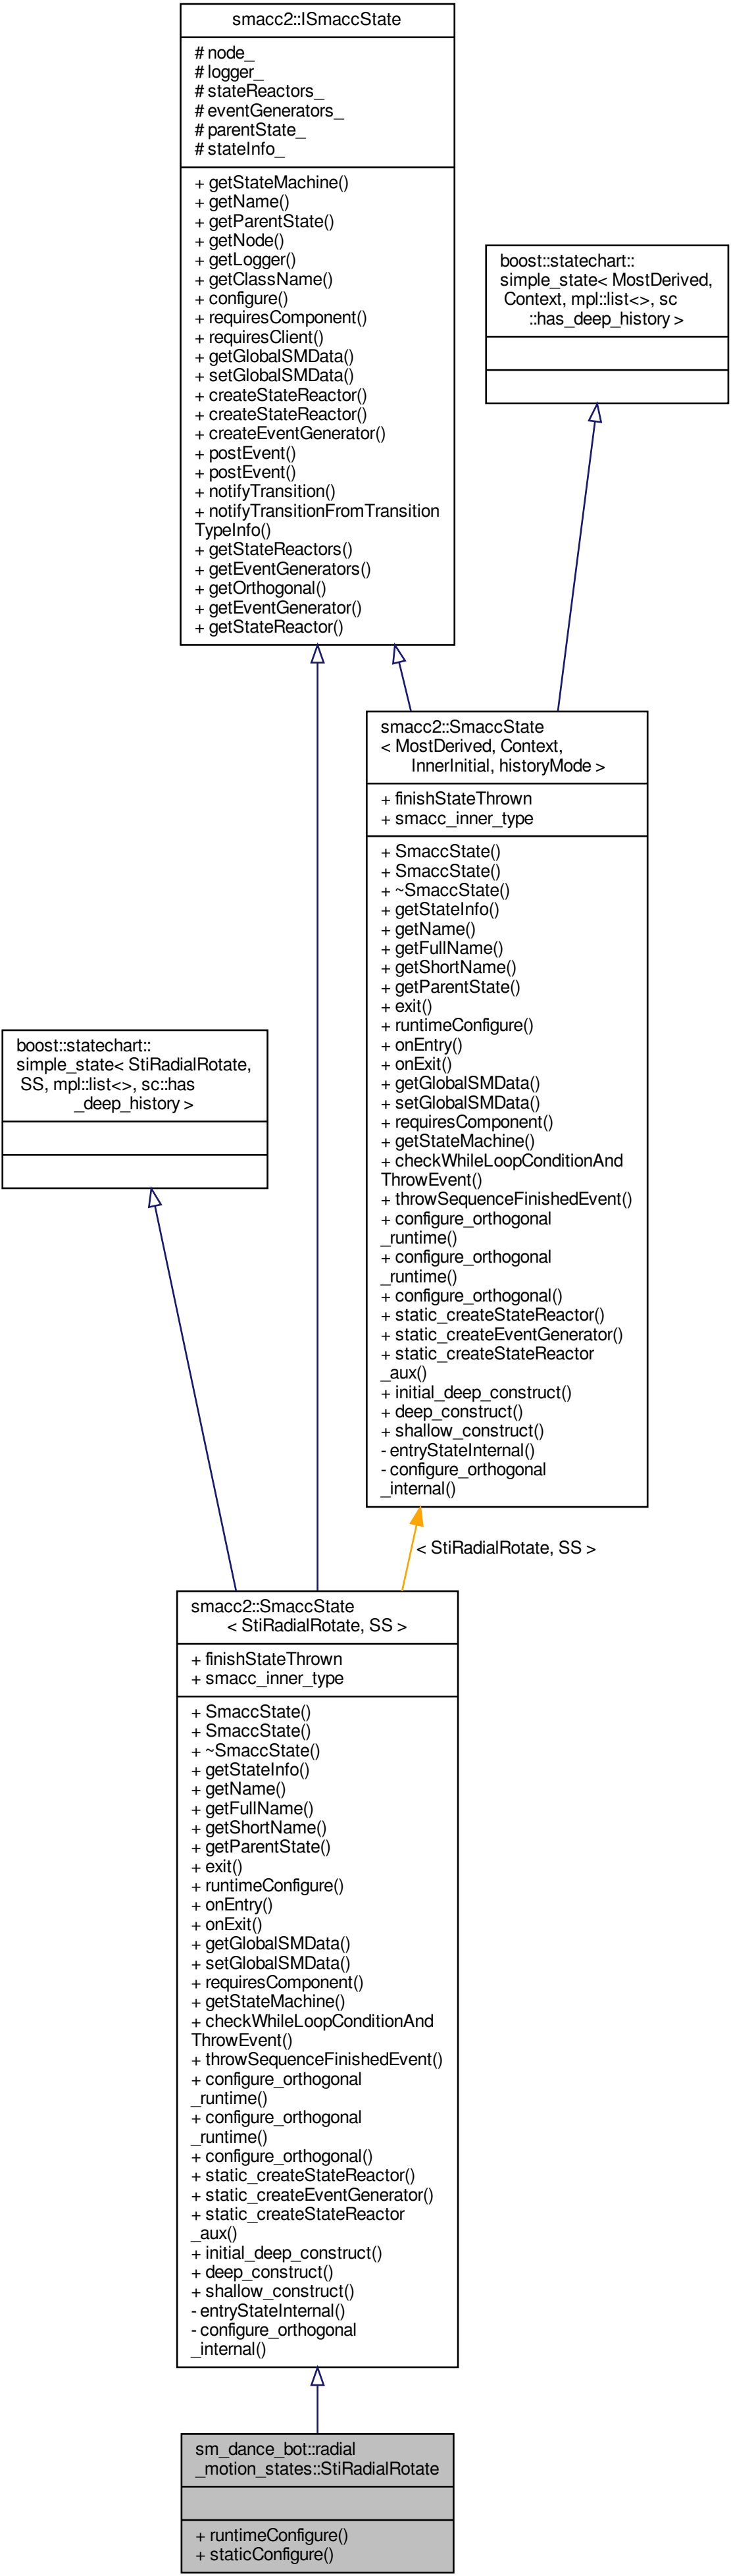 smacc2::ISmaccState
# node_
# logger_
# stateReactors_
# eventGenerators_
# parentState_
# stateInfo_
+ getStateMachine()
+ getName()
+ getParentState()
+ getNode()
+ getLogger()
+ getClassName()
+ configure()
+ requiresComponent()
+ requiresClient()
+ getGlobalSMData()
+ setGlobalSMData()
+ createStateReactor()
+ createStateReactor()
+ createEventGenerator()
+ postEvent()
+ postEvent()
+ notifyTransition()
+ notifyTransitionFromTransition
TypeInfo()
+ getStateReactors()
+ getEventGenerators()
+ getOrthogonal()
+ getEventGenerator()
+ getStateReactor()
boost::statechart::
simple_state< MostDerived,
Context, mpl::list<>, sc
::has_deep_history >
smacc2::SmaccState
< MostDerived, Context,
InnerInitial, historyMode >
+ finishStateThrown
+ smacc_inner_type
+ SmaccState()
+ SmaccState()
+ ~SmaccState()
+ getStateInfo()
+ getName()
+ getFullName()
+ getShortName()
+ getParentState()
+ exit()
+ runtimeConfigure()
+ onEntry()
+ onExit()
+ getGlobalSMData()
+ setGlobalSMData()
+ requiresComponent()
+ getStateMachine()
+ checkWhileLoopConditionAnd
ThrowEvent()
+ throwSequenceFinishedEvent()
+ configure_orthogonal
_runtime()
+ configure_orthogonal
_runtime()
+ configure_orthogonal()
+ static_createStateReactor()
+ static_createEventGenerator()
+ static_createStateReactor
_aux()
+ initial_deep_construct()
+ deep_construct()
+ shallow_construct()
- entryStateInternal()
- configure_orthogonal
_internal()
boost::statechart::
simple_state< StiRadialRotate,
SS, mpl::list<>, sc::has
_deep_history >
< StiRadialRotate, SS >
smacc2::SmaccState
< StiRadialRotate, SS >
+ finishStateThrown
+ smacc_inner_type
+ SmaccState()
+ SmaccState()
+ ~SmaccState()
+ getStateInfo()
+ getName()
+ getFullName()
+ getShortName()
+ getParentState()
+ exit()
+ runtimeConfigure()
+ onEntry()
+ onExit()
+ getGlobalSMData()
+ setGlobalSMData()
+ requiresComponent()
+ getStateMachine()
+ checkWhileLoopConditionAnd
ThrowEvent()
+ throwSequenceFinishedEvent()
+ configure_orthogonal
_runtime()
+ configure_orthogonal
_runtime()
+ configure_orthogonal()
+ static_createStateReactor()
+ static_createEventGenerator()
+ static_createStateReactor
_aux()
+ initial_deep_construct()
+ deep_construct()
+ shallow_construct()
- entryStateInternal()
- configure_orthogonal
_internal()
sm_dance_bot::radial
_motion_states::StiRadialRotate
+ runtimeConfigure()
+ staticConfigure()